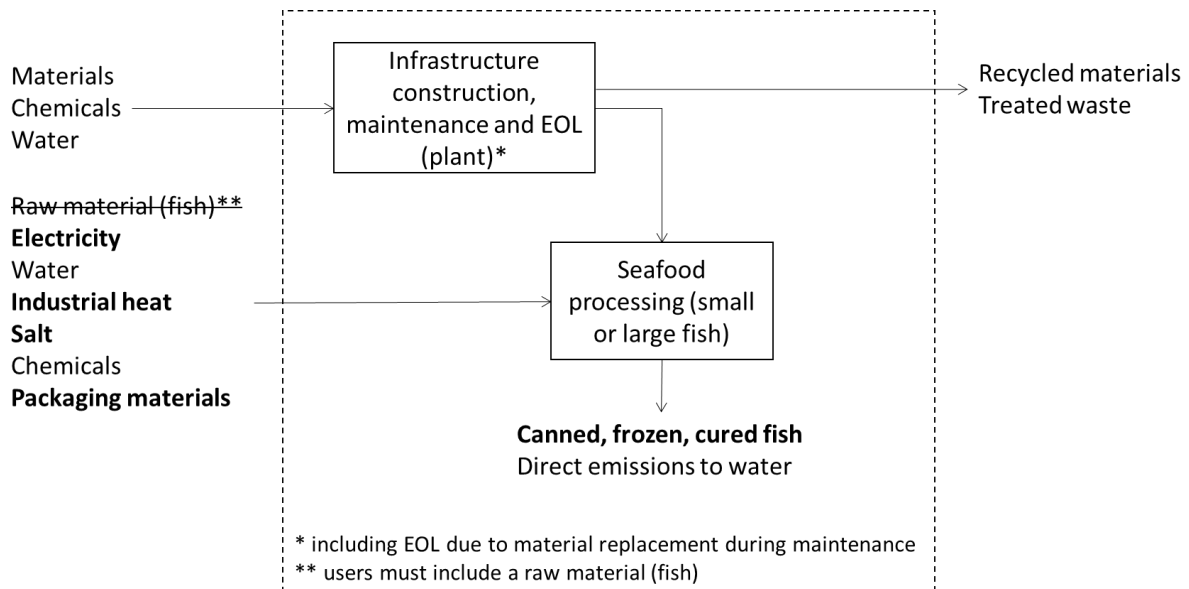 Materials
Chemicals
Water
Infrastructure
construction,
maintenance and EOL
(plant)*
Recycled materials
Treated waste
Raw material (fish)**
Electricity
Water
Industrial heat
Salt
Chemicals
Packaging materials
Seafood
processing (small
or large fish)
Canned, frozen, cured fish
Direct emissions to water
* including EOL due to material replacement during maintenance
** users must include a raw material (fish)